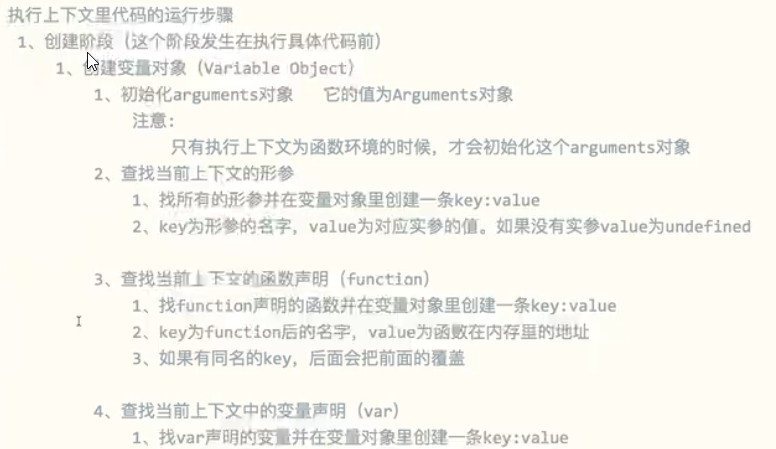 执行上下文里代码的运行步骤
1、创建阶段（这个阶段发生在执行具体代码前）
1、创建变量对象（Variable Object）
1、初始化arguments对象 它的值为Arguments对象
注意：
只有执行上下文为函数环境的时候，才会初始化这个arguments对象
2、查找当前上下文的形参
1、找所有的形参并在变量对象里创建一条key:value
2、key为形参的名字，value为对应实参的值。如果没有实参value为undefined
3、查找当前上下文的函数声明（function）
1、找function声明的函数并在变量对象里创建一条key:value
2、key为function后的名字，value为函数在内存里的地址
3、如果有同名的key，后面会把前面的覆盖
4、查找当前上下文中的变量声明（var）
1、找var声明的变量并在变量对象里创建一条key:value